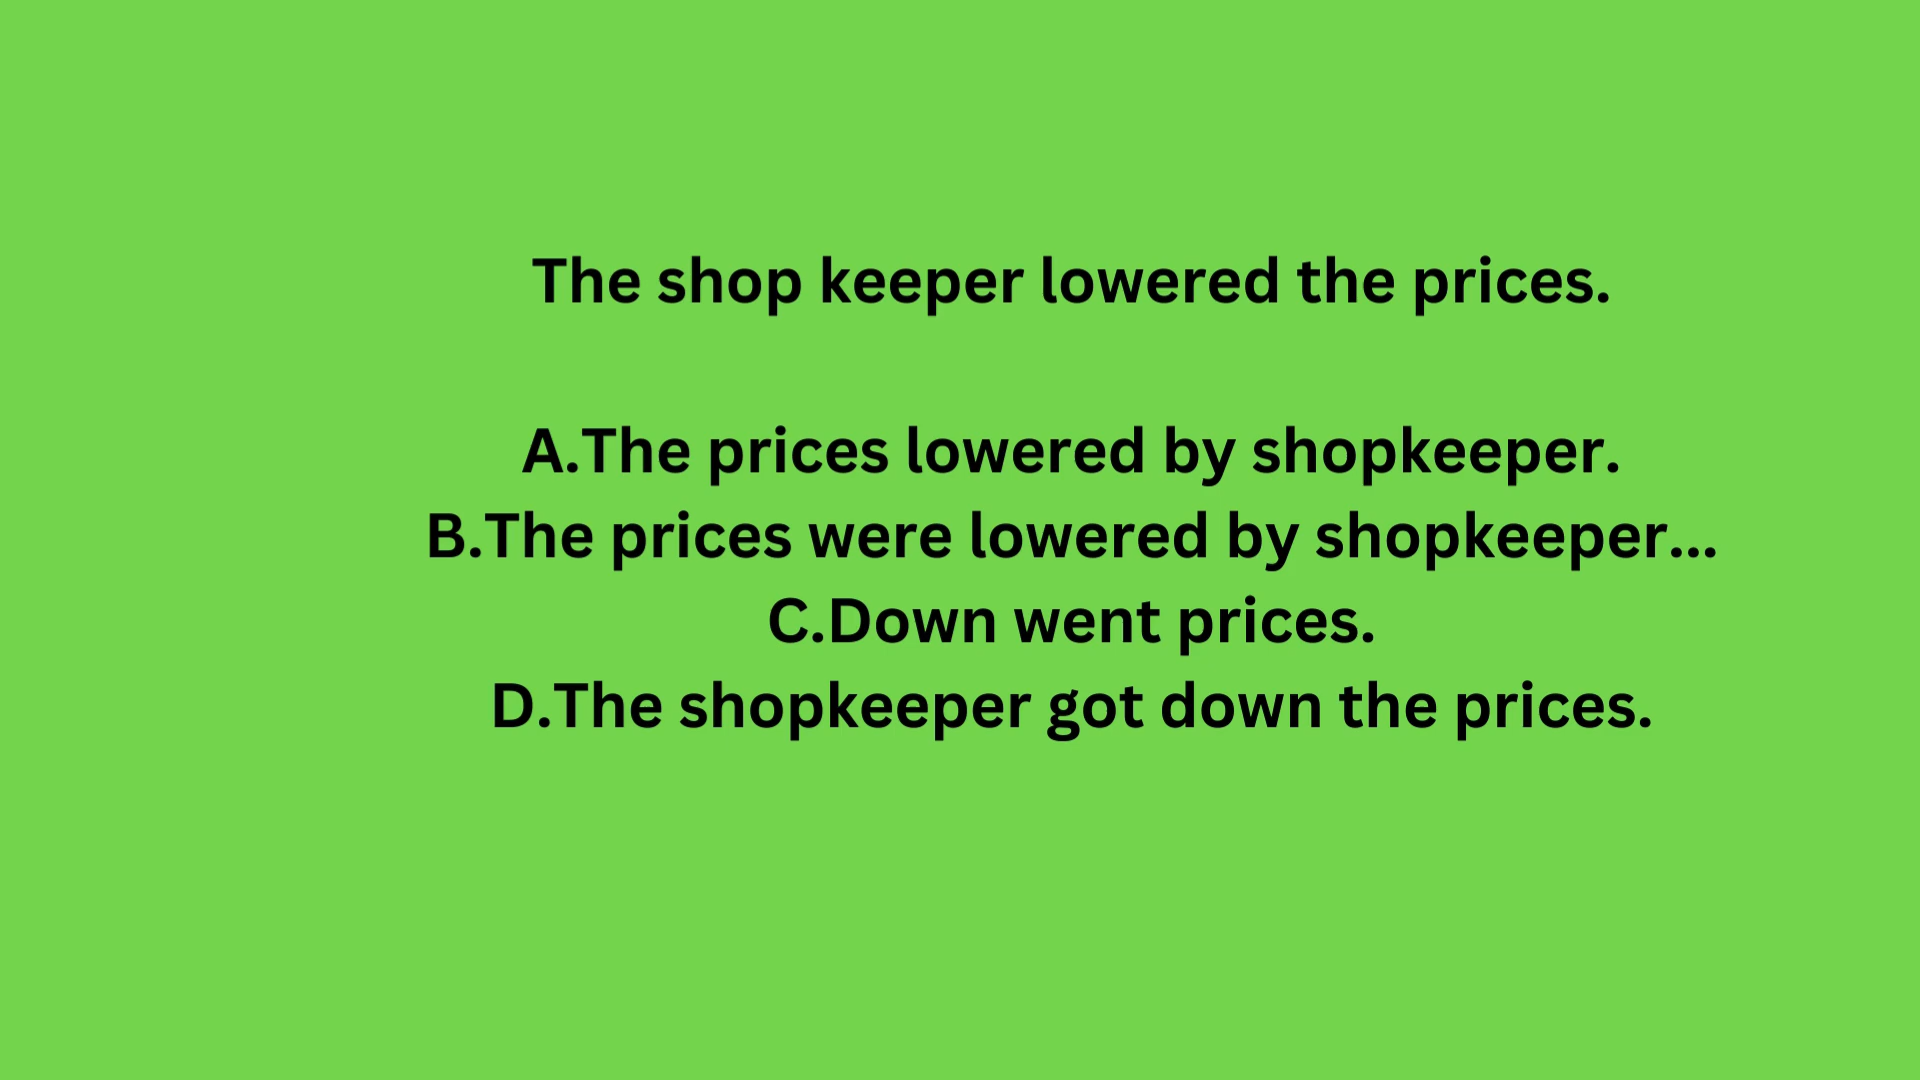 The shop keeper lowered the prices.
A.The prices lowered by shopkeeper.
B.The prices were lowered by shopkeeper...
C.Down went prices.
D.The shopkeeper got down the prices.